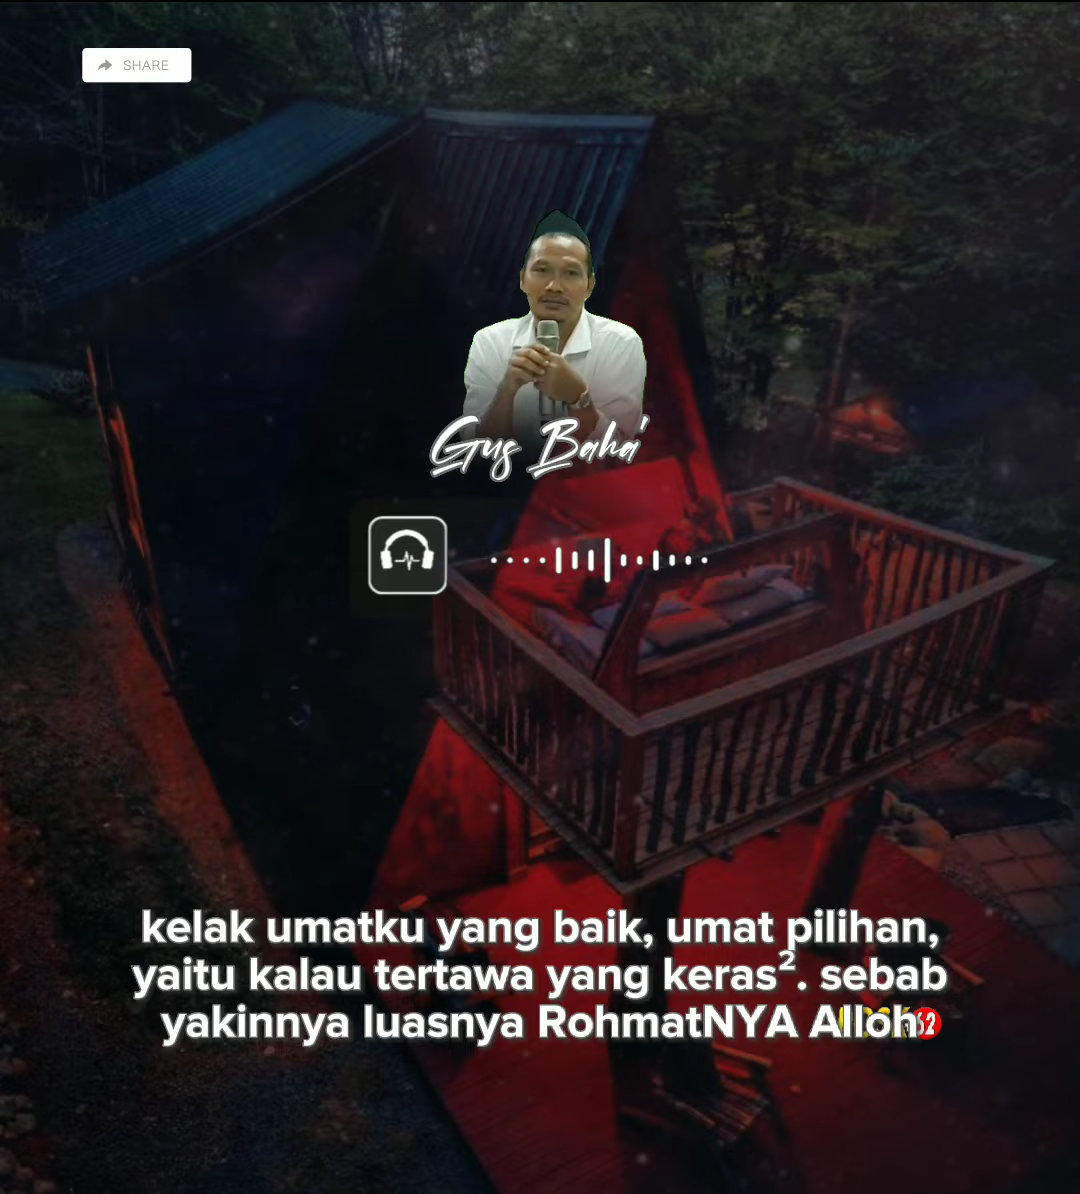 SHARE
Gus Baha'
kelak umatku yang baik, umat pilihan,
yaitu kalau tertawa yang keras². sebab
yakinnya luasnya RohmatNYA Alloh